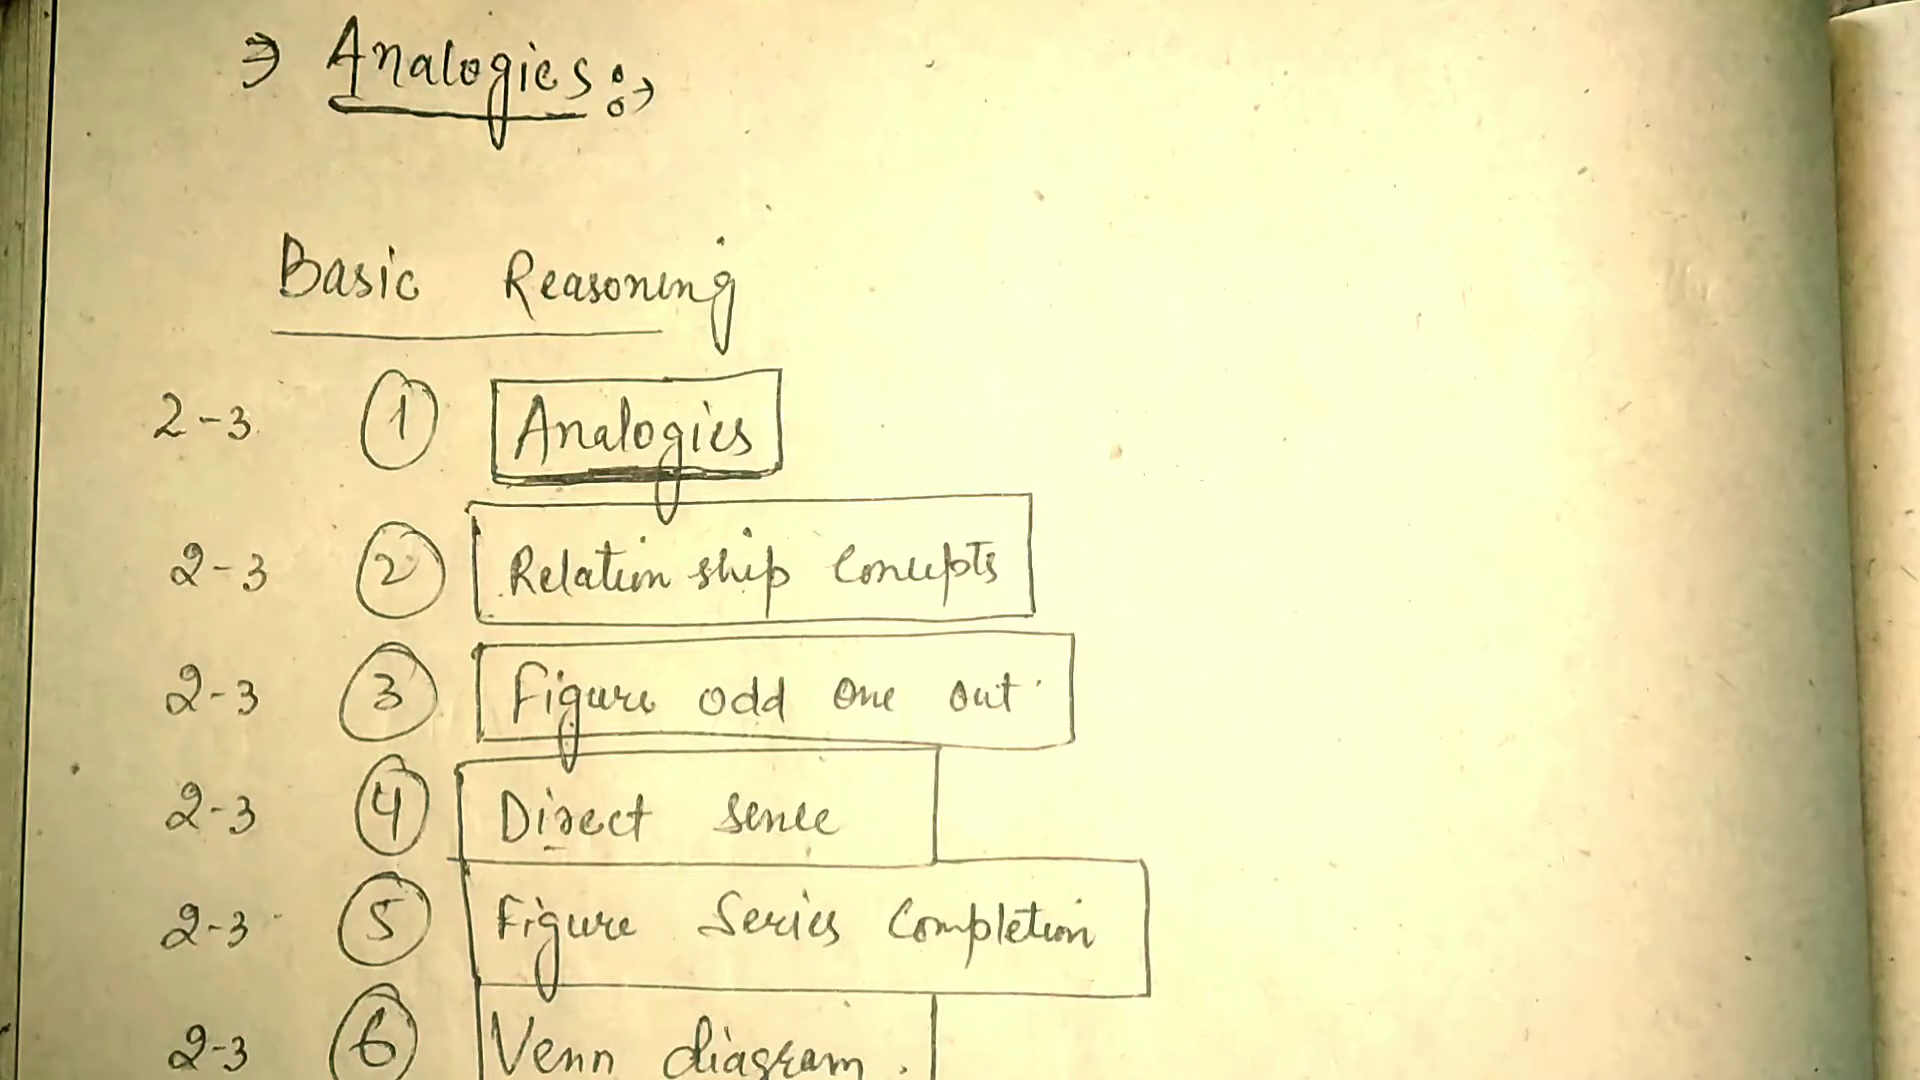 ⇒ Analogies :→
Basic Reasoning
2-3 ① Analogies
2-3 ② Relation ship Concepts
2-3 ③ Figure odd one out
2-3 ④ Direct sence
2-3 ⑤ Figure Series Completion
2-3 ⑥ Venn diagram.